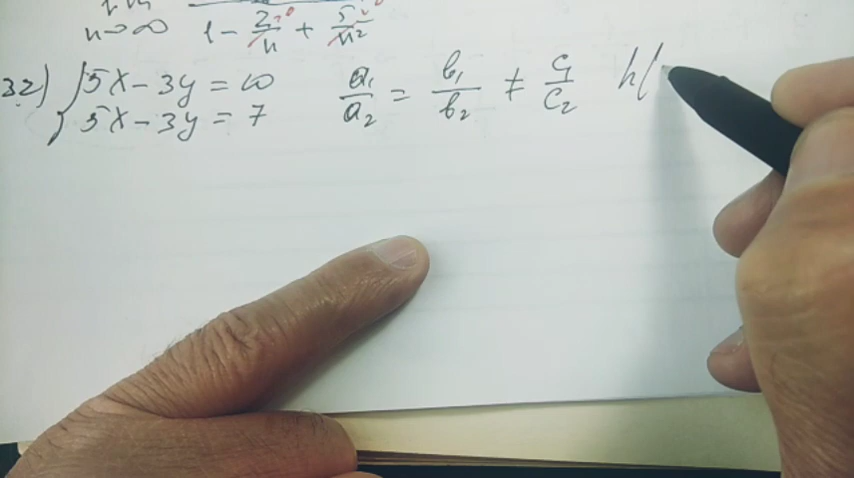 n→∞ 1 - 2/n + 5/n²
32) { 5x - 3y = 10 a₁/a₂ = b₁/b₂ ≠ c₁/c₂
5x - 3y = 7